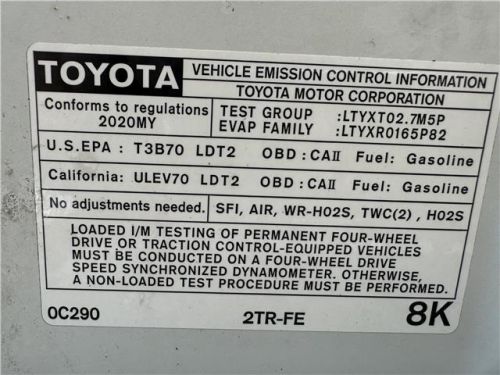 TOYOTA
VEHICLE EMISSION CONTROL INFORMATION
TOYOTA MOTOR CORPORATION
Conforms to regulations
2020MY
TEST GROUP :LTYXT02.7M5P
EVAP FAMILY :LTYXR0165P82
U.S.EPA : T3B70 LDT2 OBD : CAII Fuel: Gasoline
California: ULEV70 LDT2 OBD : CAII Fuel: Gasoline
No adjustments needed. SFI, AIR, WR-HO2S, TWC(2), HO2S
LOADED I/M TESTING OF PERMANENT FOUR-WHEEL
DRIVE OR TRACTION CONTROL-EQUIPPED VEHICLES
MUST BE CONDUCTED ON A FOUR-WHEEL DRIVE
SPEED SYNCHRONIZED DYNAMOMETER. OTHERWISE,
A NON-LOADED TEST PROCEDURE MUST BE PERFORMED.
0C290 2TR-FE 8K